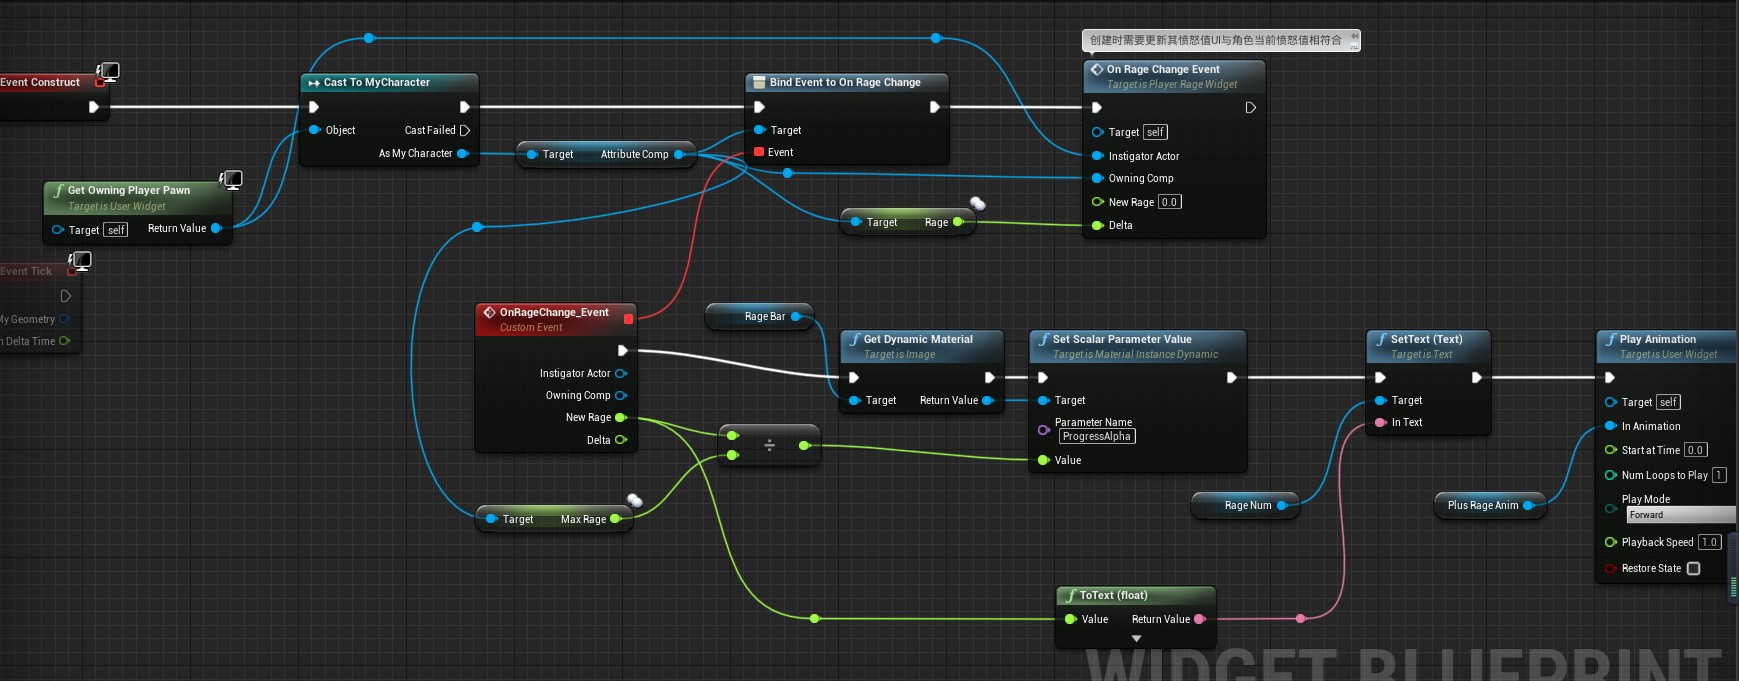 创建时需要更新其愤怒值UI与角色当前愤怒值相符合
Event Construct
Cast To MyCharacter
Object
Cast Failed
As My Character
Target
Attribute Comp
Bind Event to On Rage Change
Target
Event
On Rage Change Event
Target is Player Rage Widget
Target self
Instigator Actor
Owning Comp
New Rage 0.0
Delta
Get Owning Player Pawn
Target is User Widget
Target self
Return Value
Target
Rage
Event Tick
My Geometry
n Delta Time
OnRageChange_Event
Custom Event
Instigator Actor
Owning Comp
New Rage
Delta
Rage Bar
Get Dynamic Material
Target is Image
Target
Return Value
Set Scalar Parameter Value
Target is Material Instance Dynamic
Target
Parameter Name
ProgressAlpha
Value
SetText (Text)
Target is Text
Target
In Text
Play Animation
Target is User Widget
Target self
In Animation
Start at Time 0.0
Num Loops to Play 1
Play Mode
Forward
Playback Speed 1.0
Restore State
÷
Target
Max Rage
Rage Num
Plus Rage Anim
ToText (float)
Value
Return Value
WIDGET BLUEPRINT